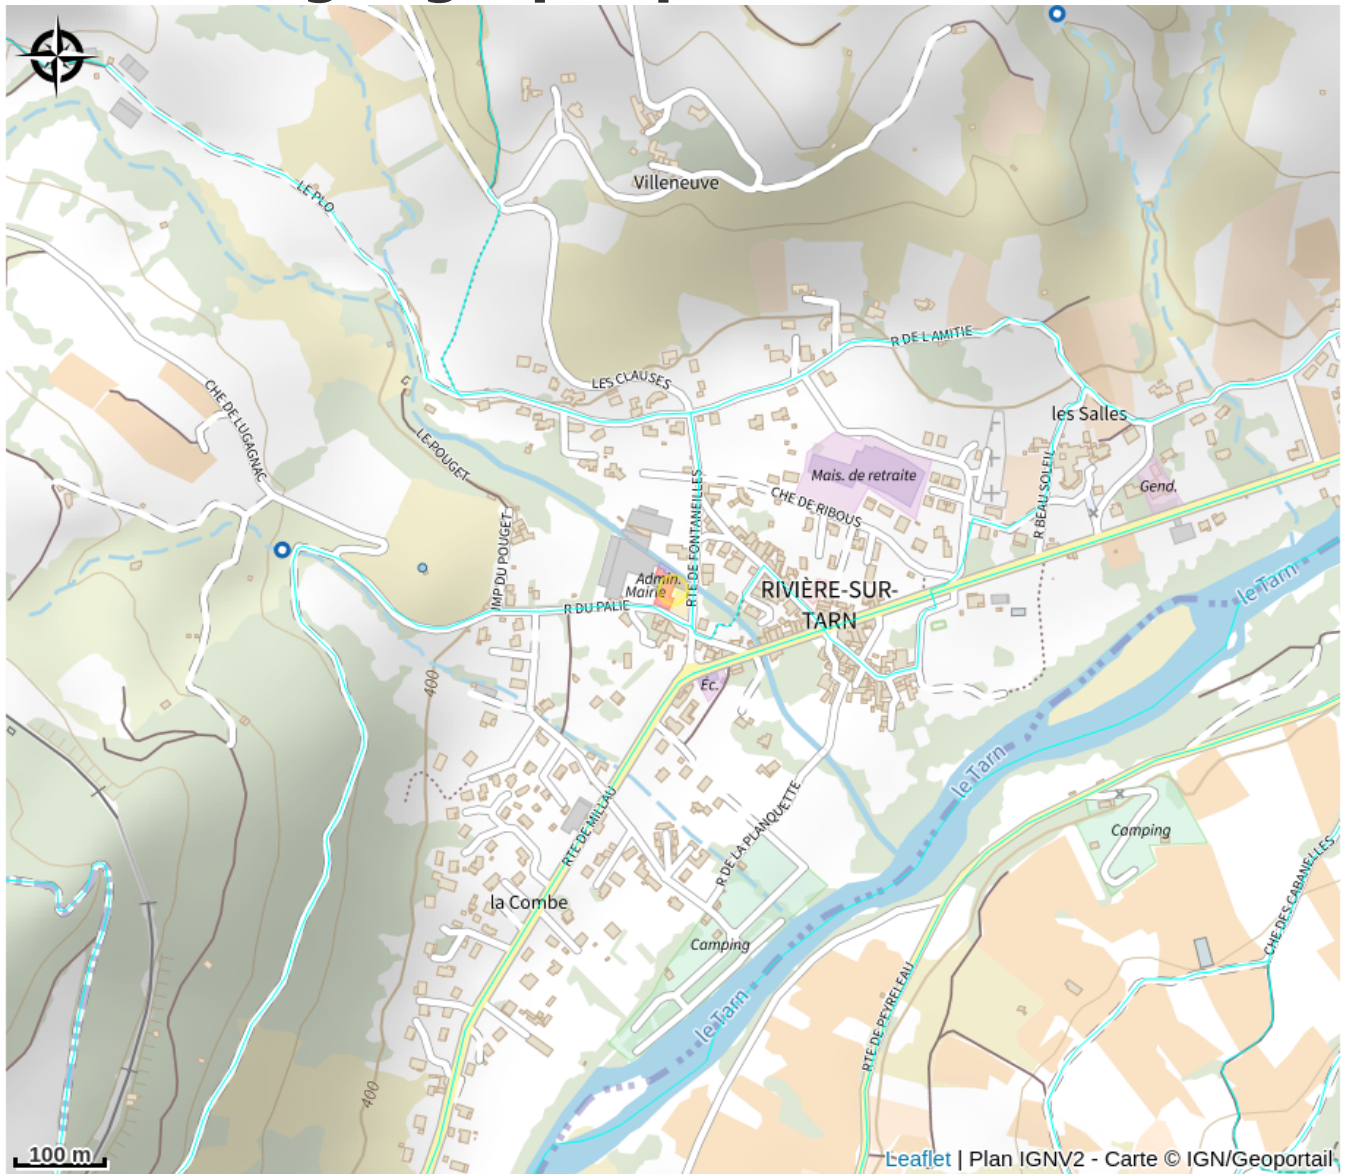 LE PLO
Villeneuve
R DE L AMITIE
LES CLAUSES
CHE DE LUGAGNAC
les Salles
LE POUGET
Mais. de retraite
Gend.
R BEAU SOLEIL
RTE DE FONTANEILLES
CHE DE RIBOUS
IMP DU POUGET
Admin.
Mairie
R DU PALIE
RIVIÈRE-SUR-
TARN
le Tarn
Éc.
400
le Tarn
RTE DE MILLAU
R DE LA PLANQUETTE
Camping
CHE DES CABANELLES
la Combe
Camping
le Tarn
RTE DE PEYRELEAU
400
100 m
Leaflet | Plan IGNV2 - Carte © IGN/Geoportail